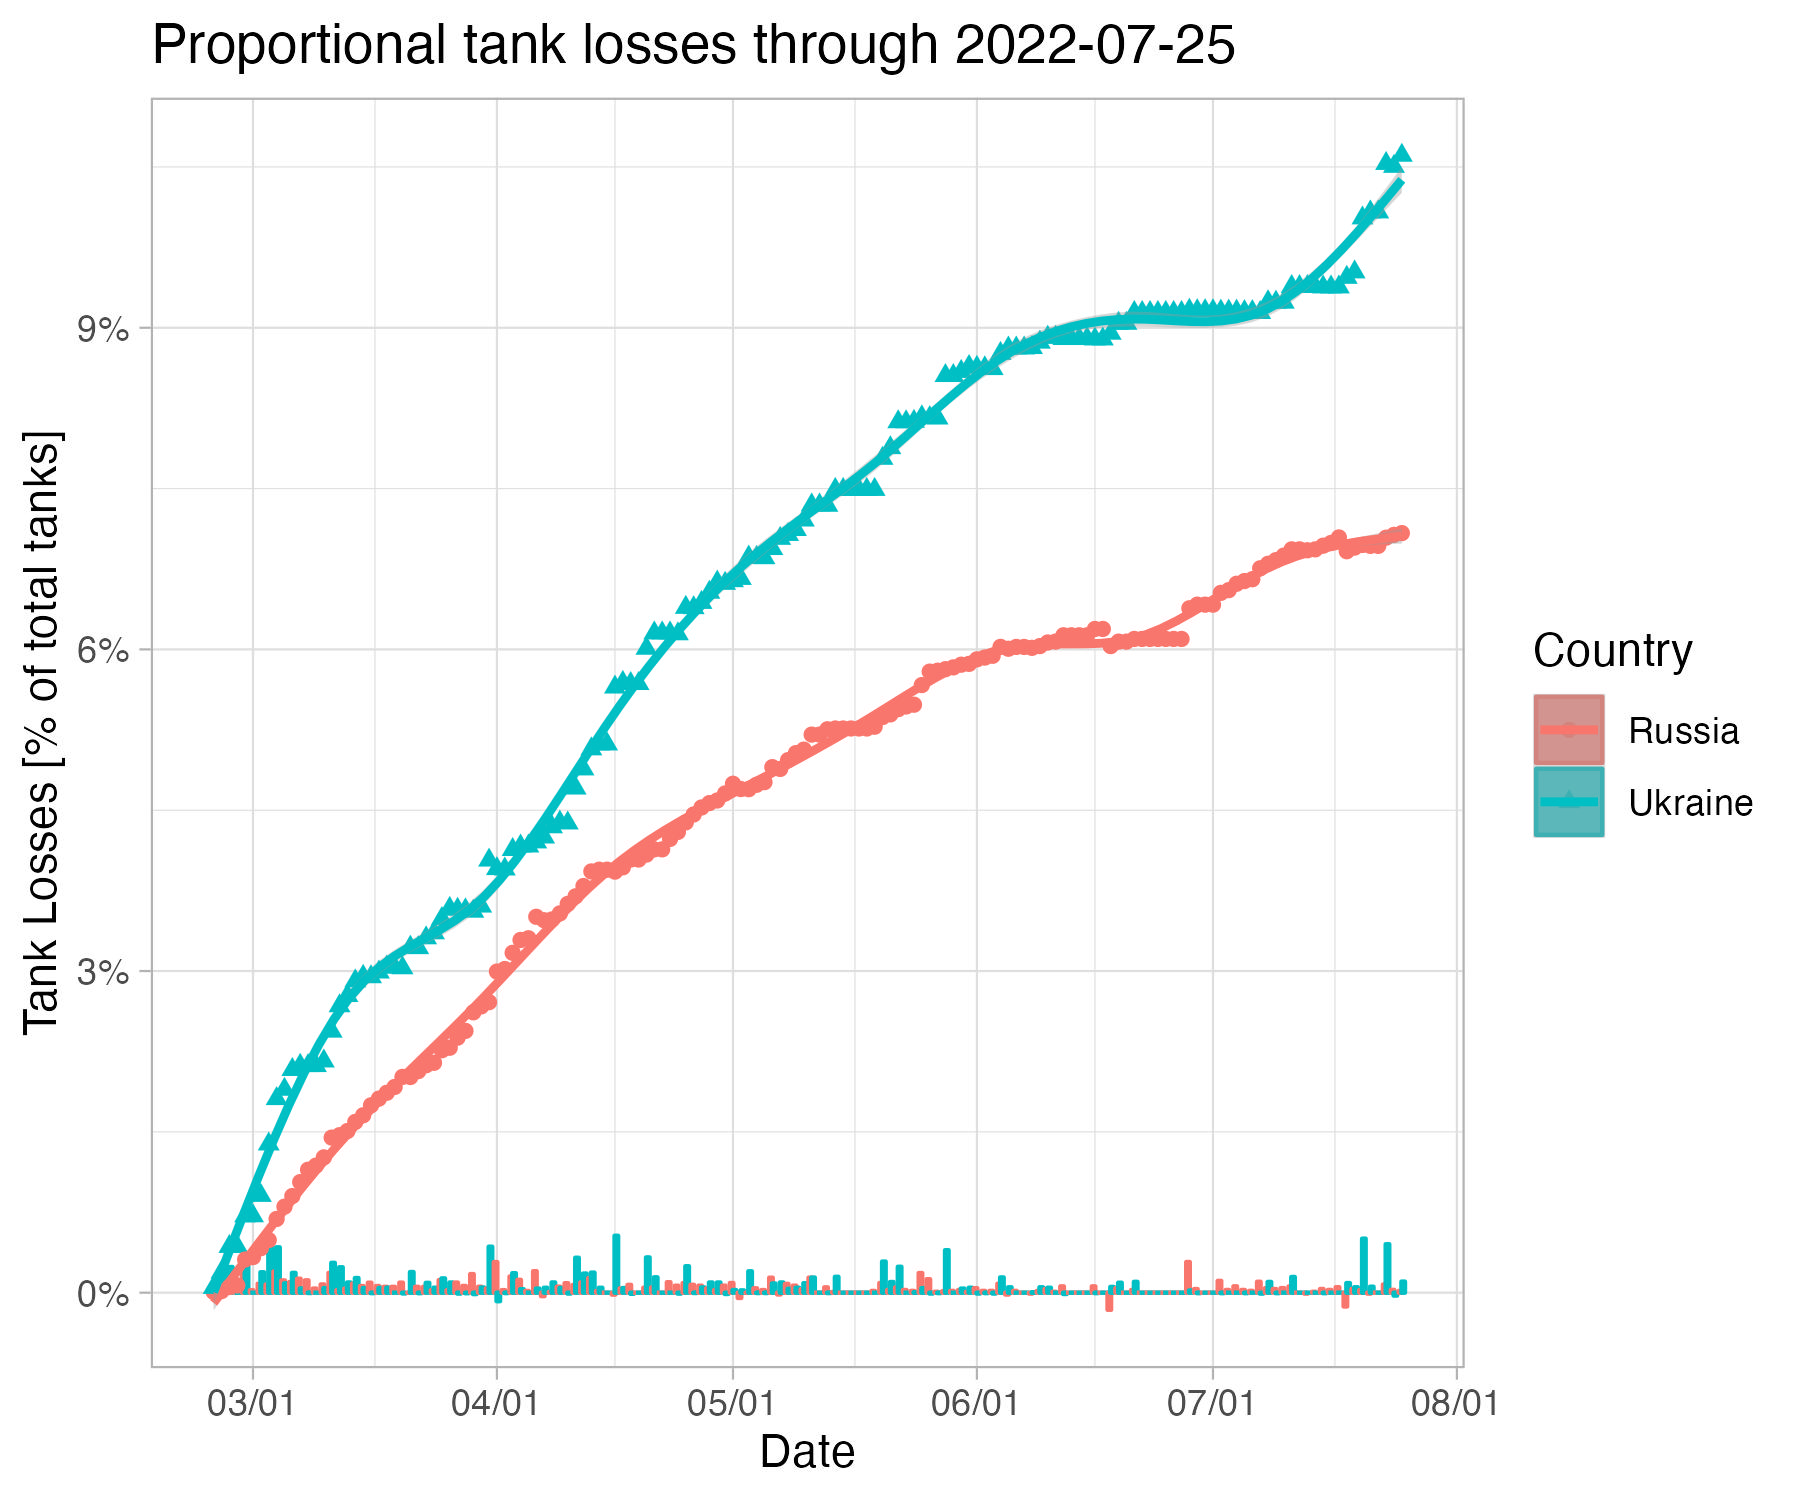 Proportional tank losses through 2022-07-25
Tank Losses [% of total tanks]
9%
6%
3%
0%
03/01 04/01 05/01 06/01 07/01 08/01
Date
Country
Russia
Ukraine